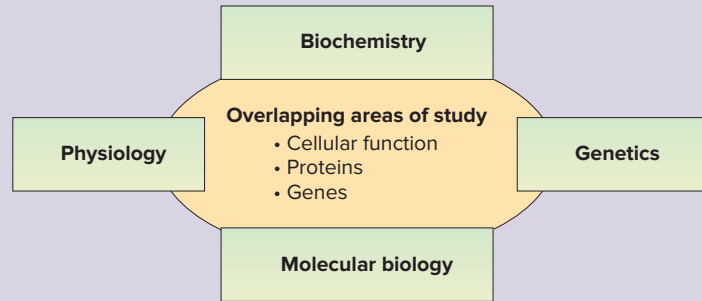 Biochemistry
Overlapping areas of study
• Cellular function
• Proteins
• Genes
Physiology
Genetics
Molecular biology